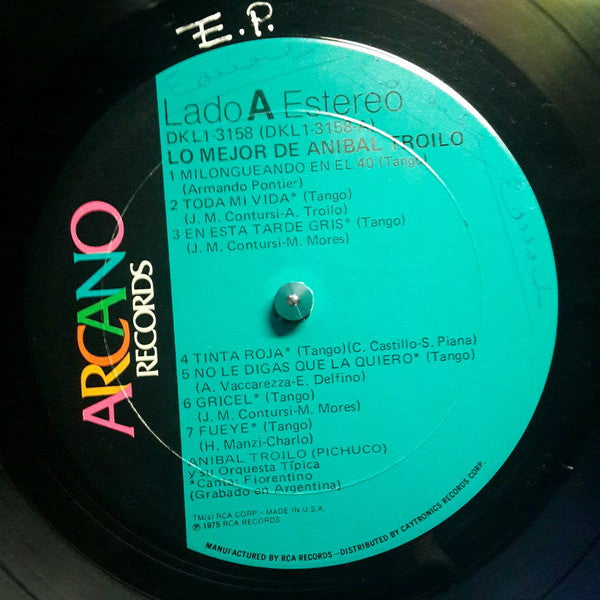 E.P.
Lado A Estereo
DKL1-3158 (DKL1-3158-A)
LO MEJOR DE ANIBAL TROILO
1 MILONGUEANDO EN EL 40 (Tango)
(Armando Pontier)
2 TODA MI VIDA* (Tango)
(J. M. Contursi-A. Troilo)
3 EN ESTA TARDE GRIS* (Tango)
(J. M. Contursi-M. Mores)
ARCANO
RECORDS
4 TINTA ROJA* (Tango)(C. Castillo-S. Piana)
5 NO LE DIGAS QUE LA QUIERO* (Tango)
(A. Vaccarezza-E. Delfino)
6 GRICEL* (Tango)
(J. M. Contursi-M. Mores)
7 FUEYE* (Tango)
(H. Manzi-Charlo)
ANIBAL TROILO (PICHUCO)
y su Orquesta Típica
*Canta: Fiorentino
(Grabado en Argentina)
TM(s) RCA CORP-MADE IN U.S.A.
℗ 1975 RCA RECORDS
MANUFACTURED BY RCA RECORDS-DISTRIBUTED BY CAYTRONICS RECORDS CORP